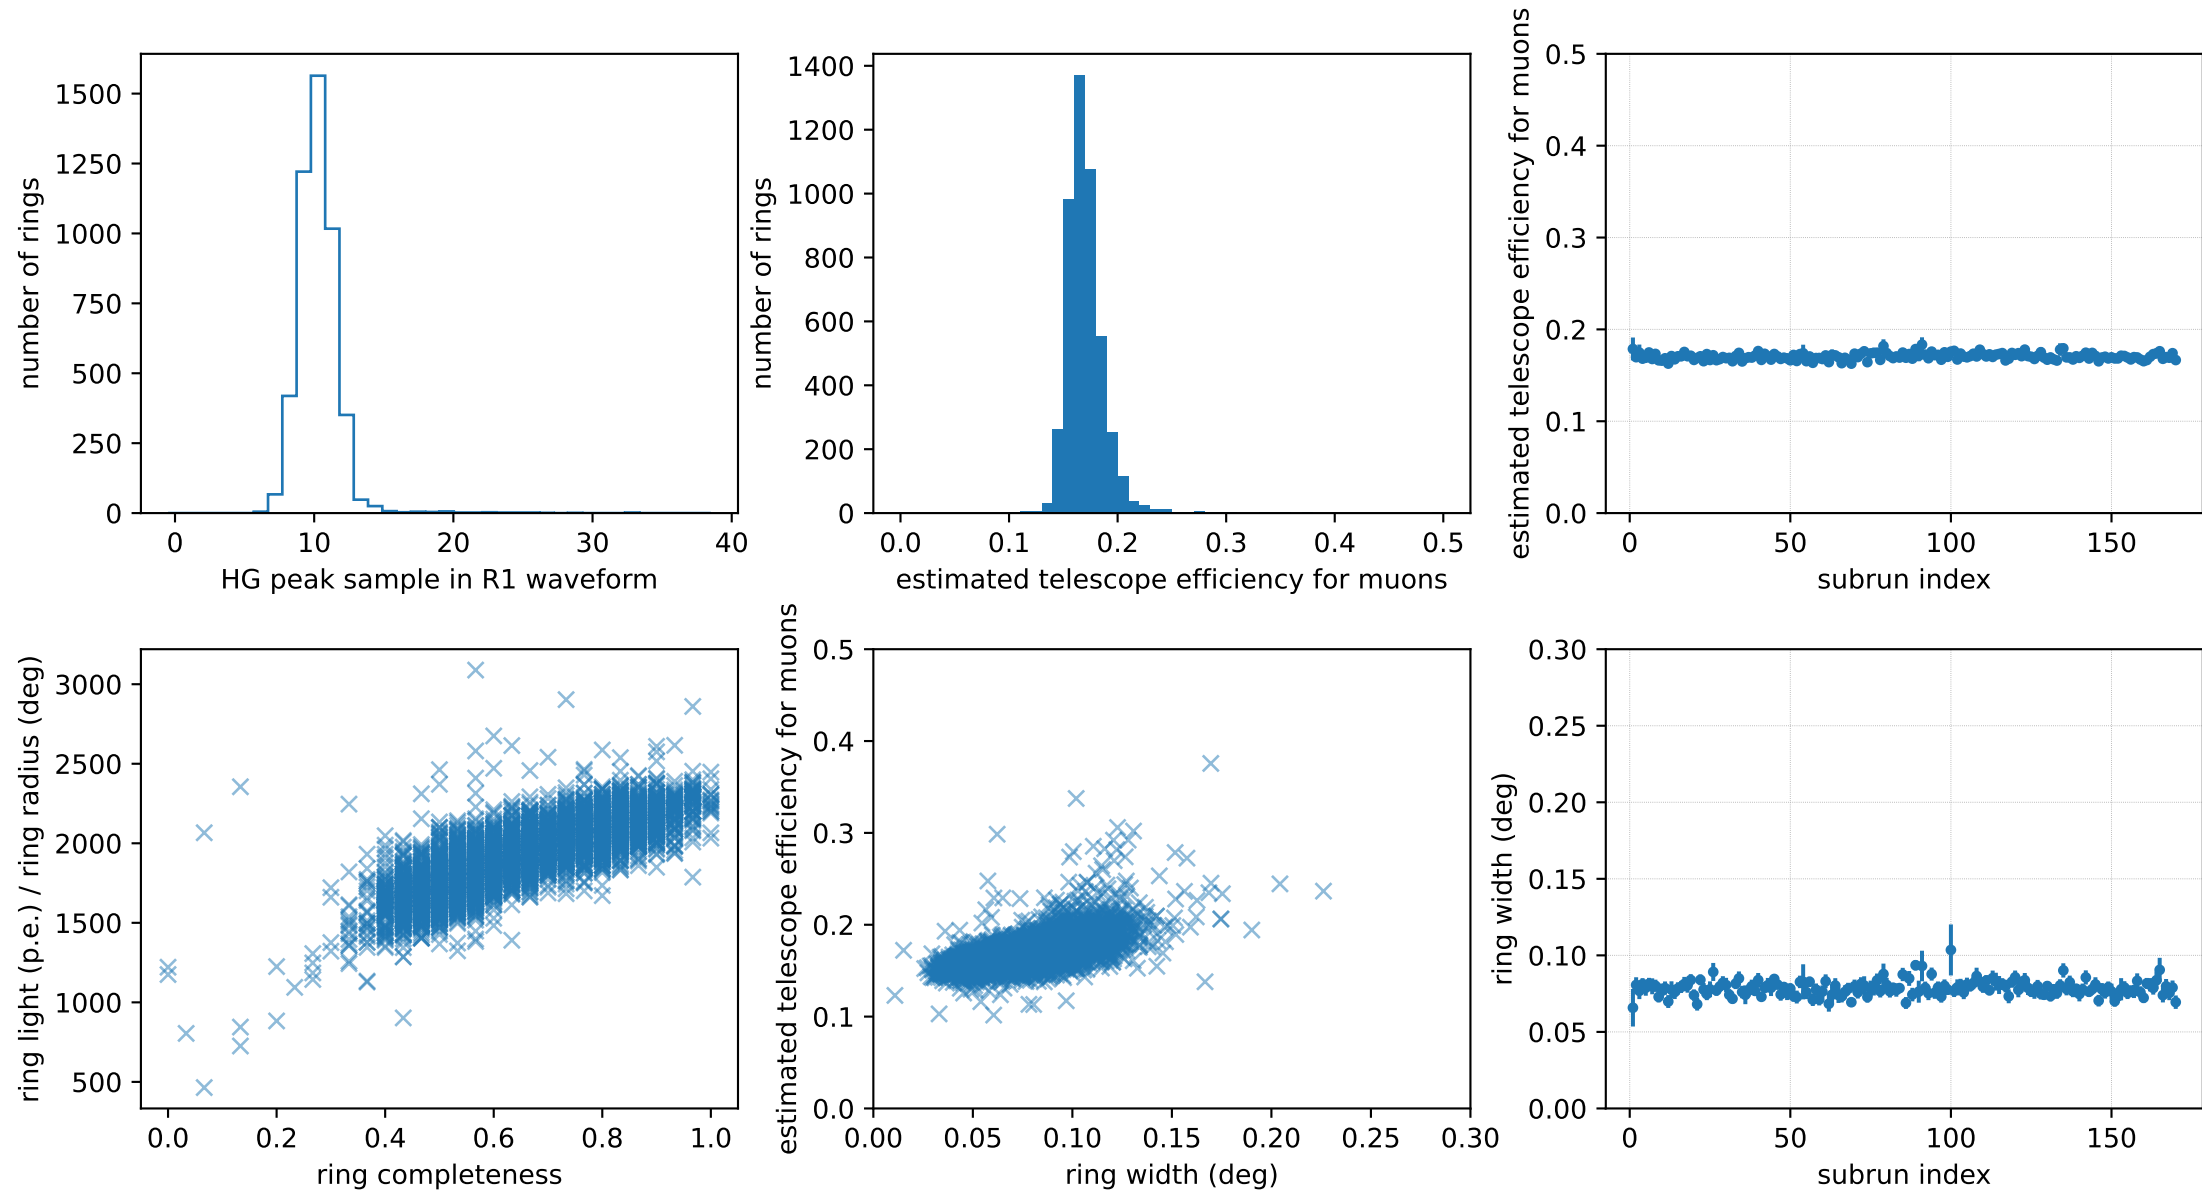 number of rings
1500
1250
1000
750
500
250
0
0 10 20 30 40
HG peak sample in R1 waveform
number of rings
1400
1200
1000
800
600
400
200
0
0.0 0.1 0.2 0.3 0.4 0.5
estimated telescope efficiency for muons
estimated telescope efficiency for muons
0.5
0.4
0.3
0.2
0.1
0.0
0 50 100 150
subrun index
ring light (p.e.) / ring radius (deg)
3000
2500
2000
1500
1000
500
0.0 0.2 0.4 0.6 0.8 1.0
ring completeness
estimated telescope efficiency for muons
0.5
0.4
0.3
0.2
0.1
0.0
0.00 0.05 0.10 0.15 0.20 0.25 0.30
ring width (deg)
ring width (deg)
0.30
0.25
0.20
0.15
0.10
0.05
0.00
0 50 100 150
subrun index